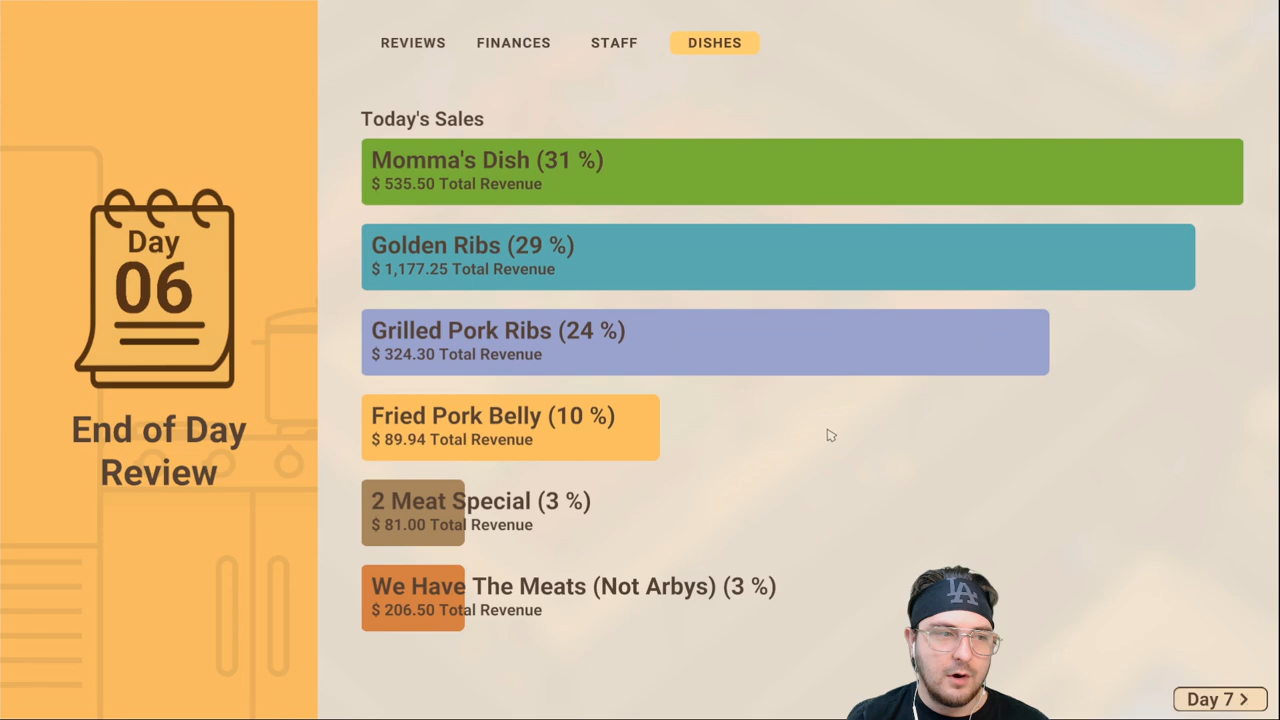 REVIEWS FINANCES STAFF DISHES
Today's Sales
Momma's Dish (31 %)
$ 535.50 Total Revenue
Golden Ribs (29 %)
$ 1,177.25 Total Revenue
Grilled Pork Ribs (24 %)
$ 324.30 Total Revenue
Fried Pork Belly (10 %)
$ 89.94 Total Revenue
2 Meat Special (3 %)
$ 81.00 Total Revenue
We Have The Meats (Not Arbys) (3 %)
$ 206.50 Total Revenue
Day
06
End of Day
Review
LA
Day 7 >